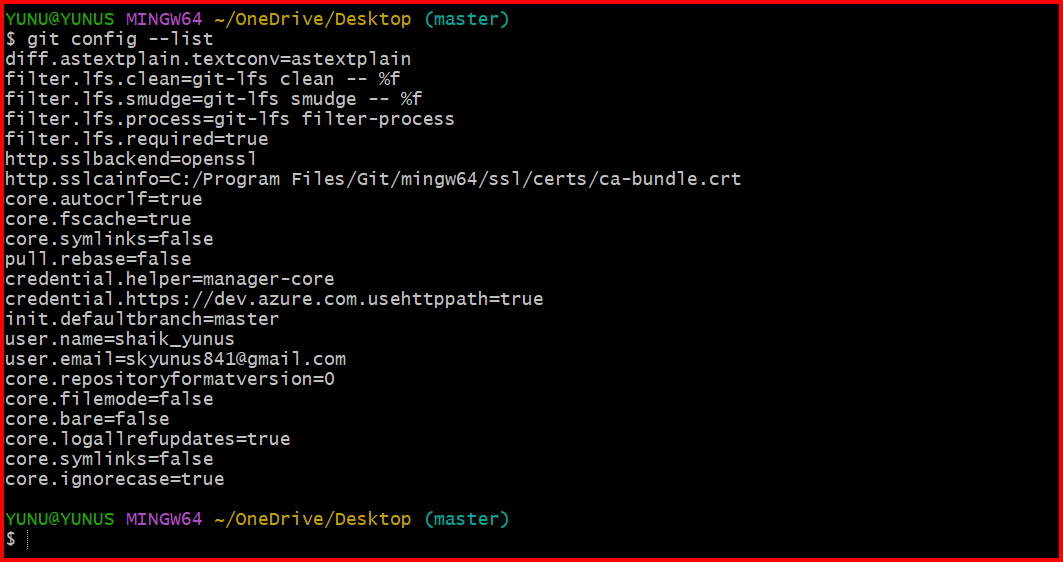 YUNU@YUNUS MINGW64 ~/OneDrive/Desktop (master)
$ git config --list
diff.astextplain.textconv=astextplain
filter.lfs.clean=git-lfs clean -- %f
filter.lfs.smudge=git-lfs smudge -- %f
filter.lfs.process=git-lfs filter-process
filter.lfs.required=true
http.sslbackend=openssl
http.sslcainfo=C:/Program Files/Git/mingw64/ssl/certs/ca-bundle.crt
core.autocrlf=true
core.fscache=true
core.symlinks=false
pull.rebase=false
credential.helper=manager-core
credential.https://dev.azure.com.usehttppath=true
init.defaultbranch=master
user.name=shaik_yunus
user.email=skyunus841@gmail.com
core.repositoryformatversion=0
core.filemode=false
core.bare=false
core.logallrefupdates=true
core.symlinks=false
core.ignorecase=true
YUNU@YUNUS MINGW64 ~/OneDrive/Desktop (master)
$